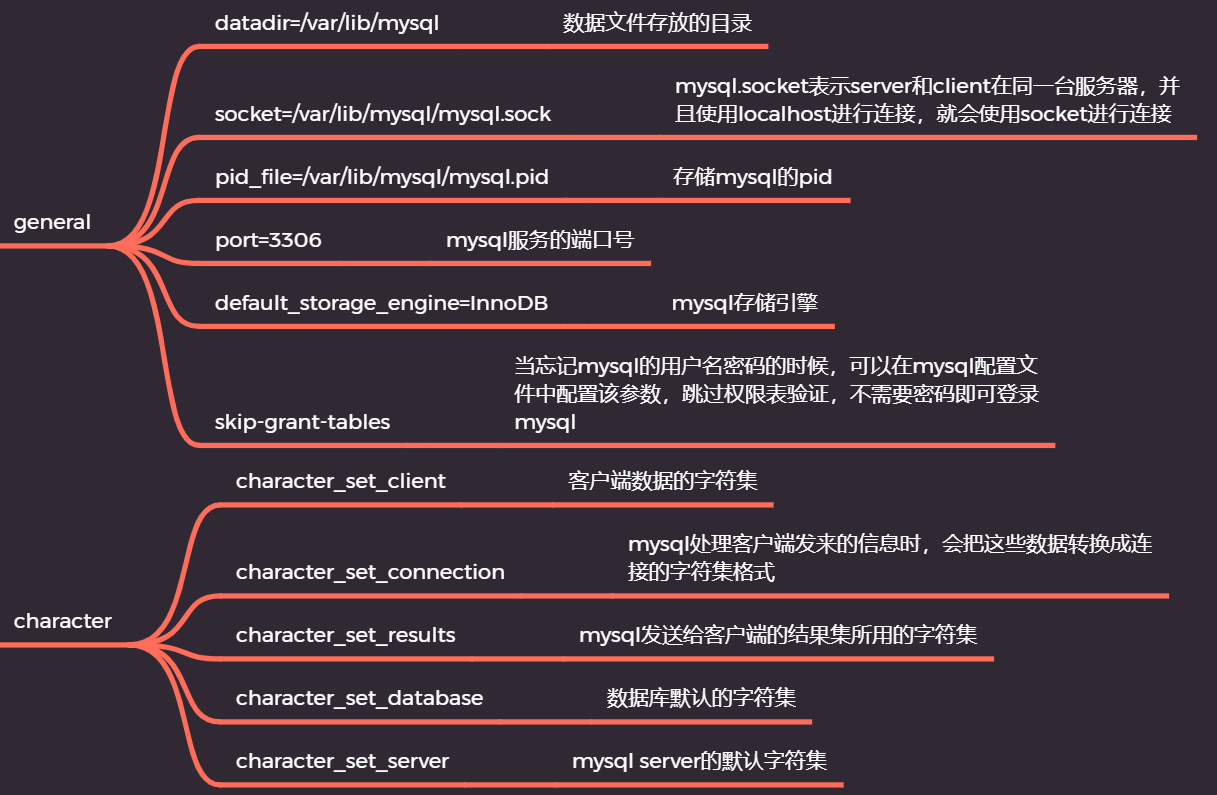 general
datadir=/var/lib/mysql
数据文件存放的目录
socket=/var/lib/mysql/mysql.sock
mysql.socket表示server和client在同一台服务器，并
且使用localhost进行连接，就会使用socket进行连接
pid_file=/var/lib/mysql/mysql.pid
存储mysql的pid
port=3306
mysql服务的端口号
default_storage_engine=InnoDB
mysql存储引擎
skip-grant-tables
当忘记mysql的用户名密码的时候，可以在mysql配置文
件中配置该参数，跳过权限表验证，不需要密码即可登录
mysql
character
character_set_client
客户端数据的字符集
character_set_connection
mysql处理客户端发来的信息时，会把这些数据转换成连
接的字符集格式
character_set_results
mysql发送给客户端的结果集所用的字符集
character_set_database
数据库默认的字符集
character_set_server
mysql server的默认字符集